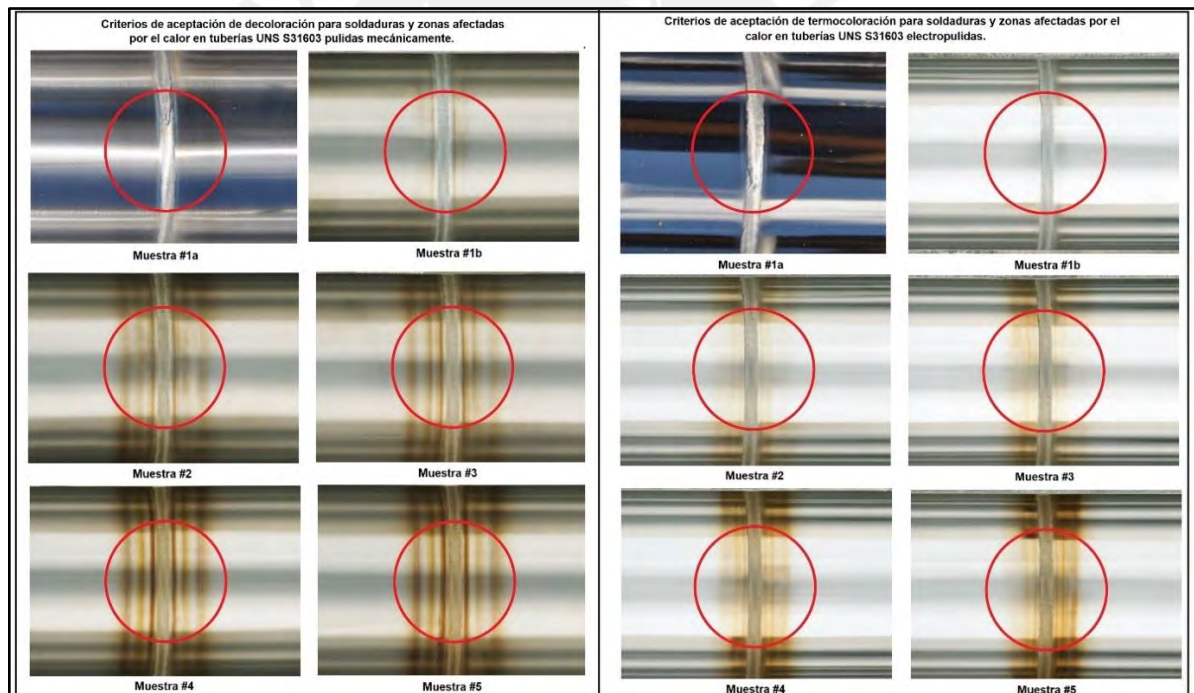 Criterios de aceptación de decoloración para soldaduras y zonas afectadas
por el calor en tuberías UNS S31603 pulidas mecánicamente.
Muestra #1a
Muestra #1b
Muestra #2
Muestra #3
Muestra #4
Muestra #5
Criterios de aceptación de termocoloración para soldaduras y zonas afectadas por el
calor en tuberías UNS S31603 electropulidas.
Muestra #1a
Muestra #1b
Muestra #2
Muestra #3
Muestra #4
Muestra #5